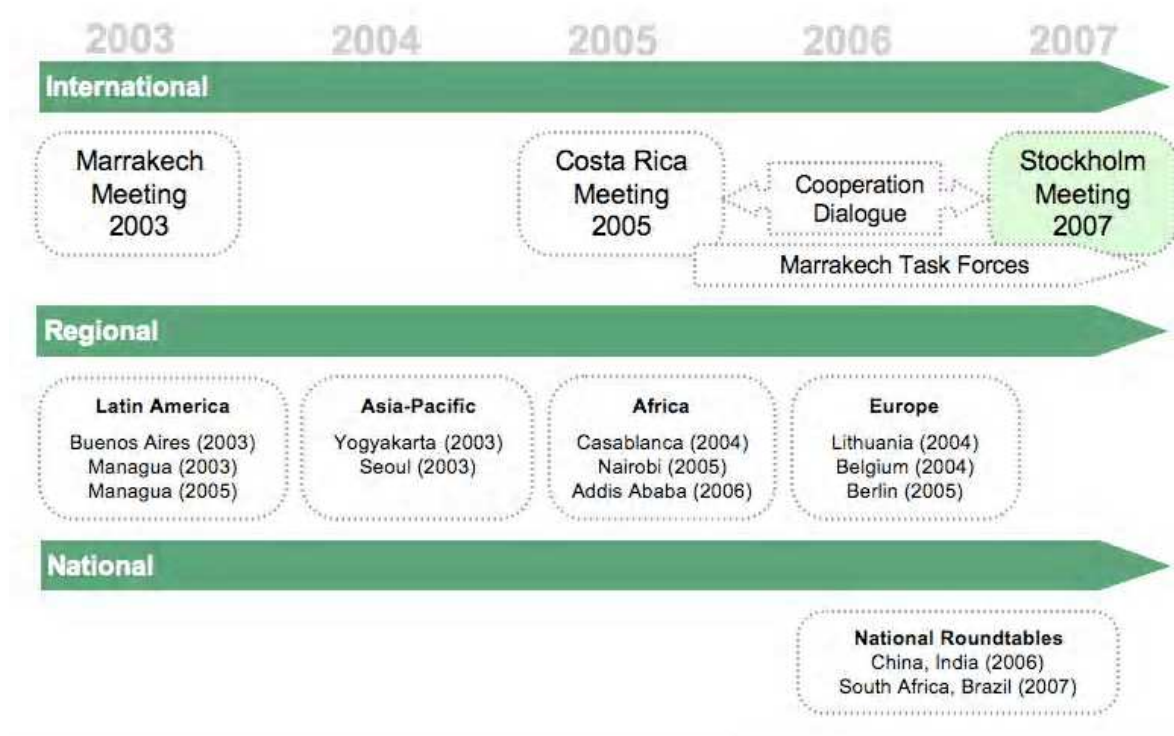 2003 2004 2005 2006 2007
International
Marrakech
Meeting
2003
Costa Rica
Meeting
2005
Cooperation
Dialogue
Stockholm
Meeting
2007
Marrakech Task Forces
Regional
Latin America
Buenos Aires (2003)
Managua (2003)
Managua (2005)
Asia-Pacific
Yogyakarta (2003)
Seoul (2003)
Africa
Casablanca (2004)
Nairobi (2005)
Addis Ababa (2006)
Europe
Lithuania (2004)
Belgium (2004)
Berlin (2005)
National
National Roundtables
China, India (2006)
South Africa, Brazil (2007)